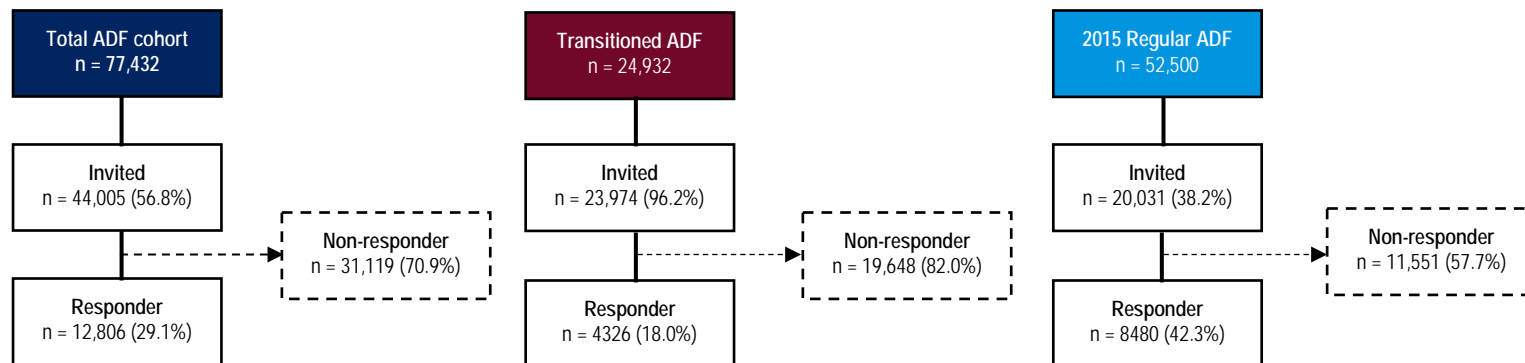 Total ADF cohort
n = 77,432
Invited
n = 44,005 (56.8%)
Non-responder
n = 31,119 (70.9%)
Responder
n = 12,806 (29.1%)
Transitioned ADF
n = 24,932
Invited
n = 23,974 (96.2%)
Non-responder
n = 19,648 (82.0%)
Responder
n = 4326 (18.0%)
2015 Regular ADF
n = 52,500
Invited
n = 20,031 (38.2%)
Non-responder
n = 11,551 (57.7%)
Responder
n = 8480 (42.3%)